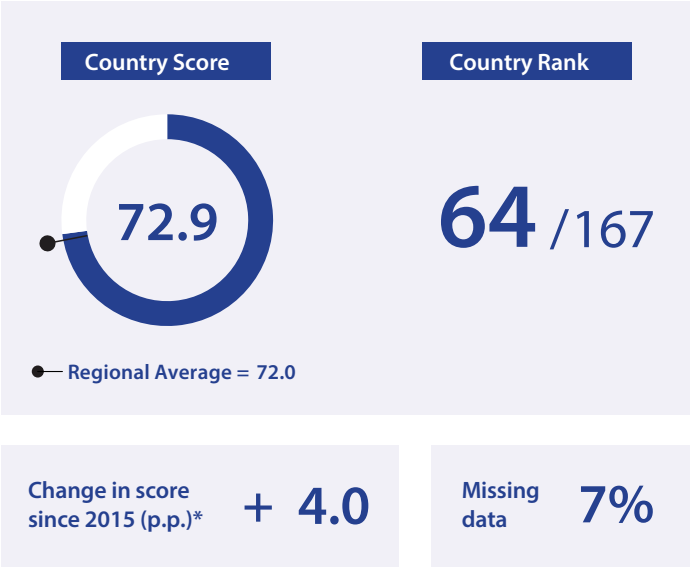 Country Score
Country Rank
72.9
64 /167
Regional Average = 72.0
Change in score
since 2015 (p.p.)*
+ 4.0
Missing
data
7%